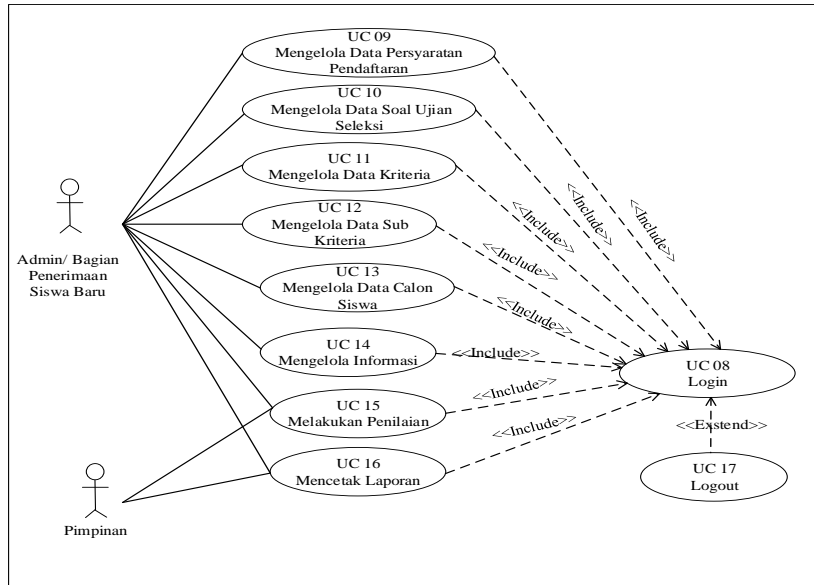 UC 09
Mengelola Data Persyaratan
Pendaftaran
UC 10
Mengelola Data Soal Ujian
Seleksi
UC 11
Mengelola Data Kriteria
UC 12
Mengelola Data Sub
Kriteria
UC 13
Mengelola Data Calon
Siswa
UC 14
Mengelola Informasi
UC 15
Melakukan Penilaian
UC 16
Mencetak Laporan
Admin/ Bagian
Penerimaan
Siswa Baru
Pimpinan
<<Include>>
<<Include>>
<<Include>>
<<Include>>
<<Include>>
<<Include>>
<<Include>>
<<Include>>
UC 08
Login
<<Exstend>>
UC 17
Logout